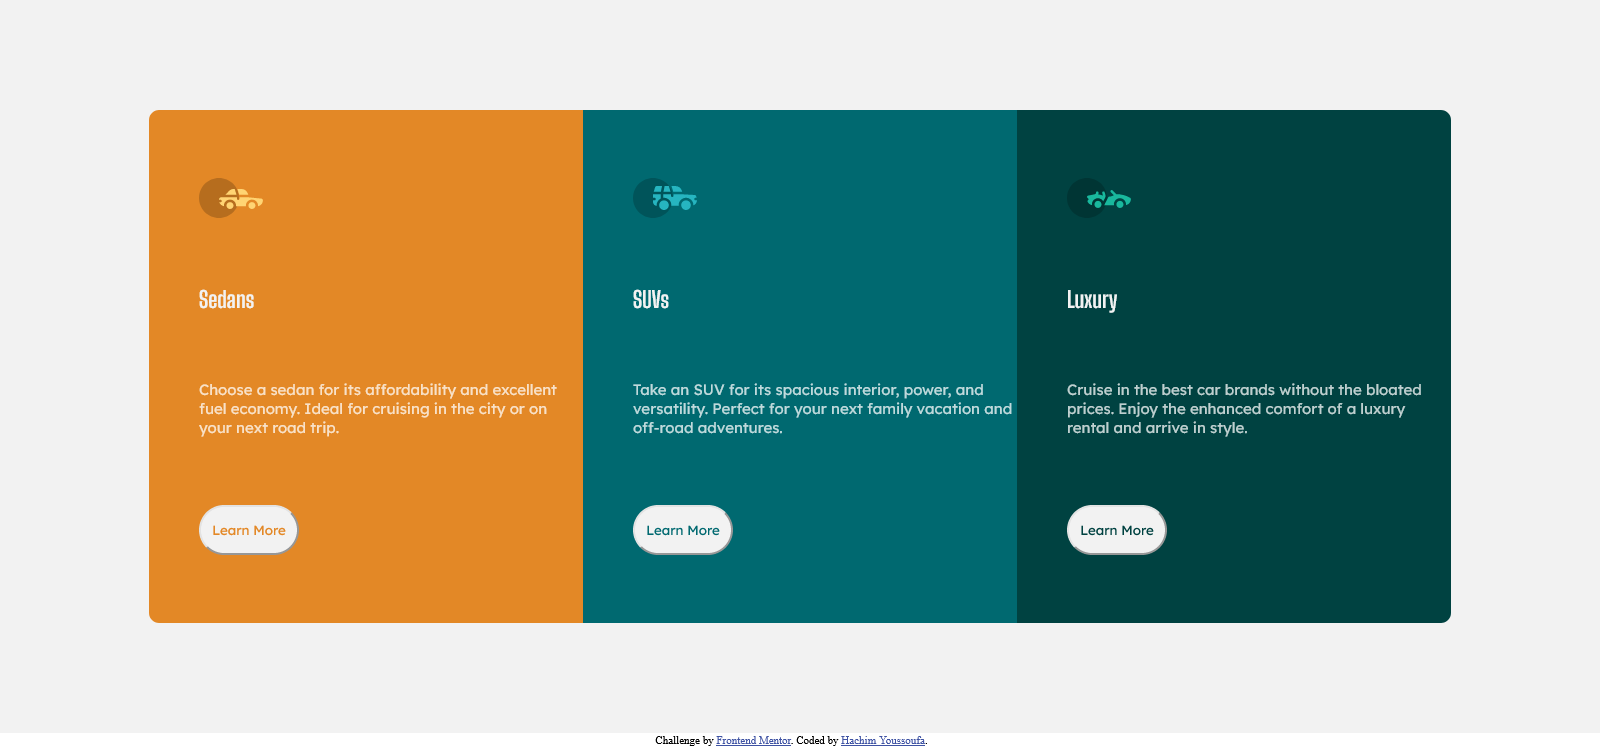 Sedans
Choose a sedan for its affordability and excellent
fuel economy. Ideal for cruising in the city or on
your next road trip.
Learn More
SUVs
Take an SUV for its spacious interior, power, and
versatility. Perfect for your next family vacation and
off-road adventures.
Learn More
Luxury
Cruise in the best car brands without the bloated
prices. Enjoy the enhanced comfort of a luxury
rental and arrive in style.
Learn More
Challenge by Frontend Mentor. Coded by Hachim Youssoufa.